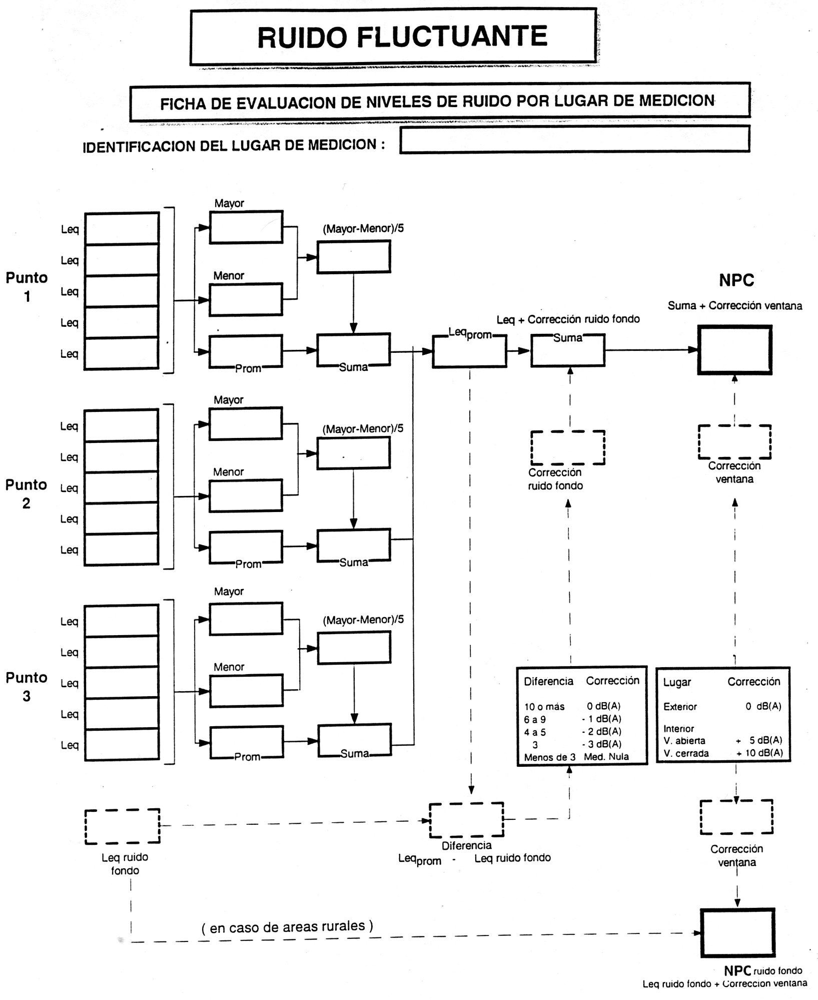 RUIDO FLUCTUANTE
FICHA DE EVALUACION DE NIVELES DE RUIDO POR LUGAR DE MEDICION
IDENTIFICACION DEL LUGAR DE MEDICION :
Punto
1
Leq
Leq
Leq
Leq
Leq
Mayor
Menor
Prom
(Mayor-Menor)/5
Suma
Punto
2
Leq
Leq
Leq
Leq
Leq
Mayor
Menor
Prom
(Mayor-Menor)/5
Suma
Punto
3
Leq
Leq
Leq
Leq
Leq
Mayor
Menor
Prom
(Mayor-Menor)/5
Suma
Leqprom
Leq + Corrección ruido fondo
Suma
NPC
Suma + Corrección ventana
Corrección
ruido fondo
Corrección
ventana
Diferencia Corrección
10 o más 0 dB(A)
6 a 9 - 1 dB(A)
4 a 5 - 2 dB(A)
3 - 3 dB(A)
Menos de 3 Med. Nula
Lugar Corrección
Exterior 0 dB(A)
Interior
V. abierta + 5 dB(A)
V. cerrada + 10 dB(A)
Leq ruido
fondo
Diferencia
Leqprom - Leq ruido fondo
Corrección
ventana
( en caso de areas rurales )
NPC ruido fondo
Leq ruido fondo + Correccion ventana